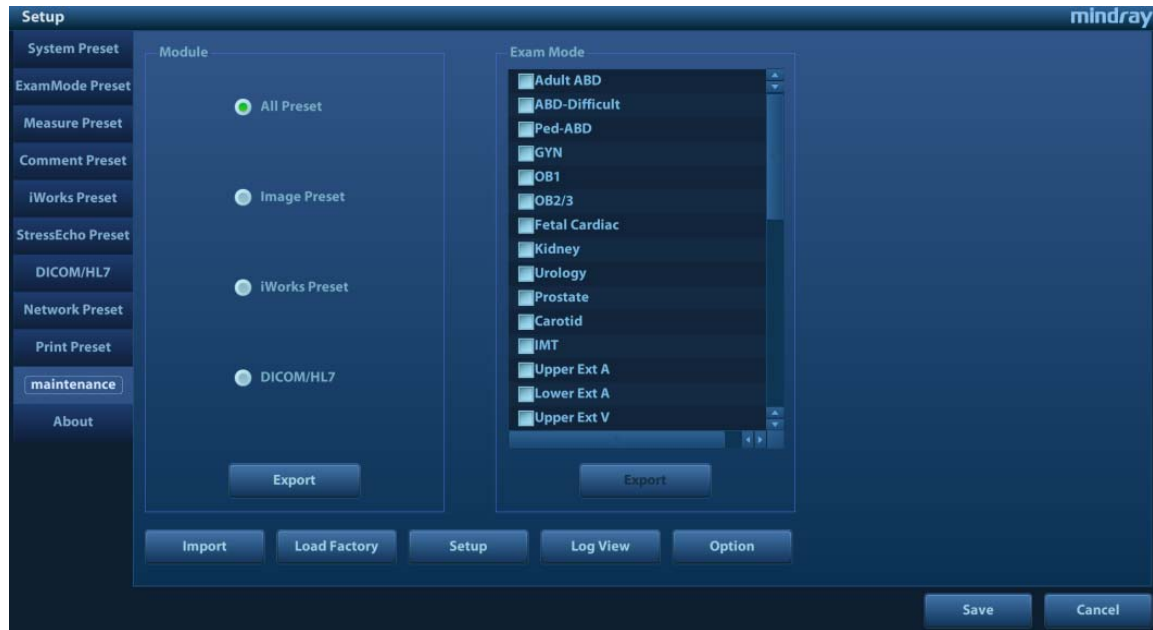 Setup
mindray
System Preset
ExamMode Preset
Measure Preset
Comment Preset
iWorks Preset
StressEcho Preset
DICOM/HL7
Network Preset
Print Preset
maintenance
About
Module
All Preset
Image Preset
iWorks Preset
DICOM/HL7
Export
Exam Mode
Adult ABD
ABD-Difficult
Ped-ABD
GYN
OB1
OB2/3
Fetal Cardiac
Kidney
Urology
Prostate
Carotid
IMT
Upper Ext A
Lower Ext A
Upper Ext V
Export
Import
Load Factory
Setup
Log View
Option
Save
Cancel